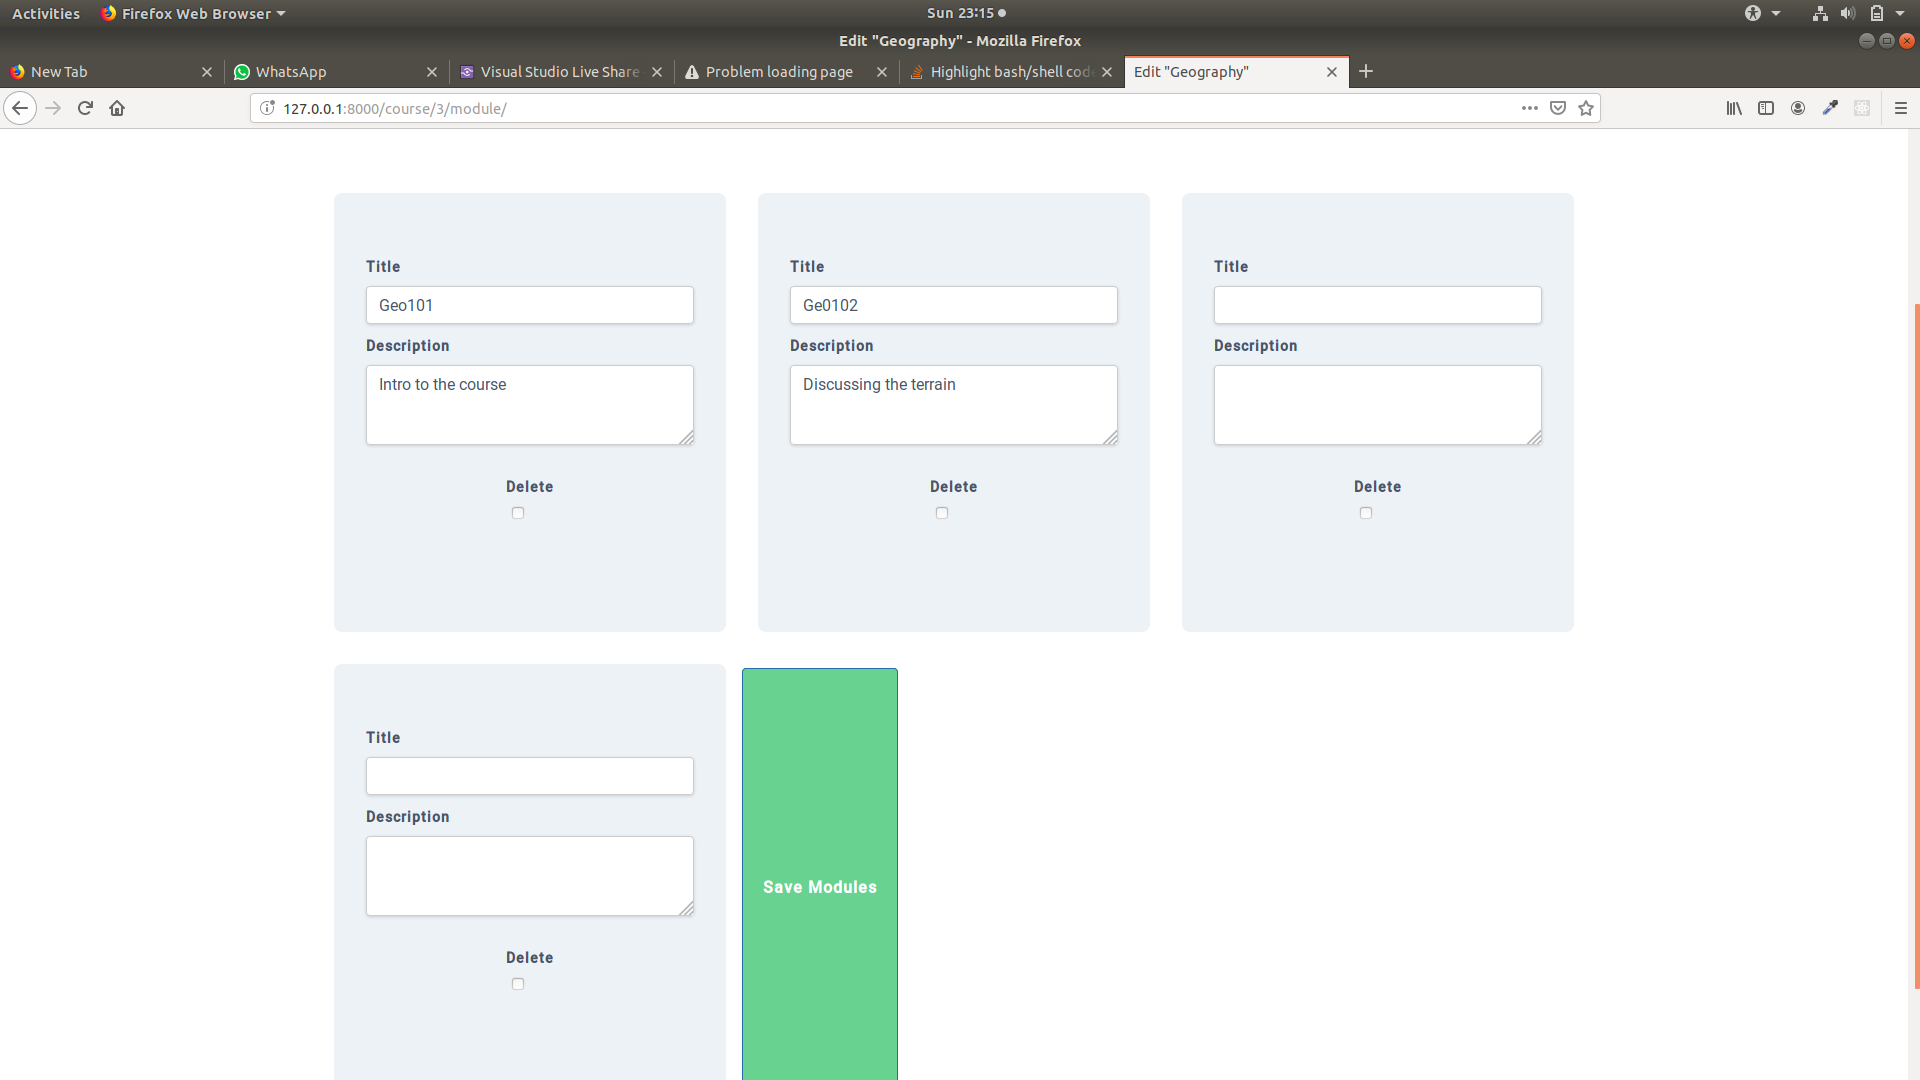 Activities Firefox Web Browser Sun 23:15
Edit "Geography" - Mozilla Firefox
New Tab WhatsApp Visual Studio Live Share Problem loading page Highlight bash/shell cod Edit "Geography"
127.0.0.1:8000/course/3/module/
Title Title Title
Geo101 Ge0102
Description Description Description
Intro to the course Discussing the terrain
Delete Delete Delete
Title
Description
Save Modules
Delete